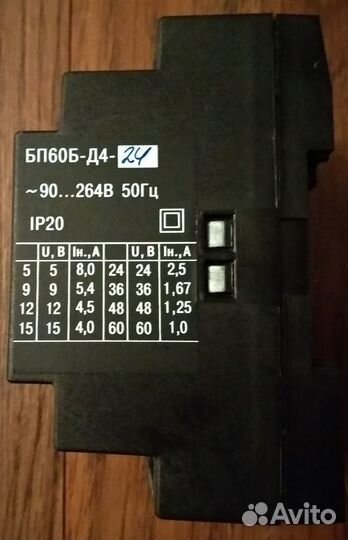 БП60Б-Д4-24
~90...264В 50Гц
IP20
U, В Iн., А U, В Iн., А
5 5 8,0 24 24 2,5
9 9 5,4 36 36 1,67
12 12 4,5 48 48 1,25
15 15 4,0 60 60 1,0
Avito